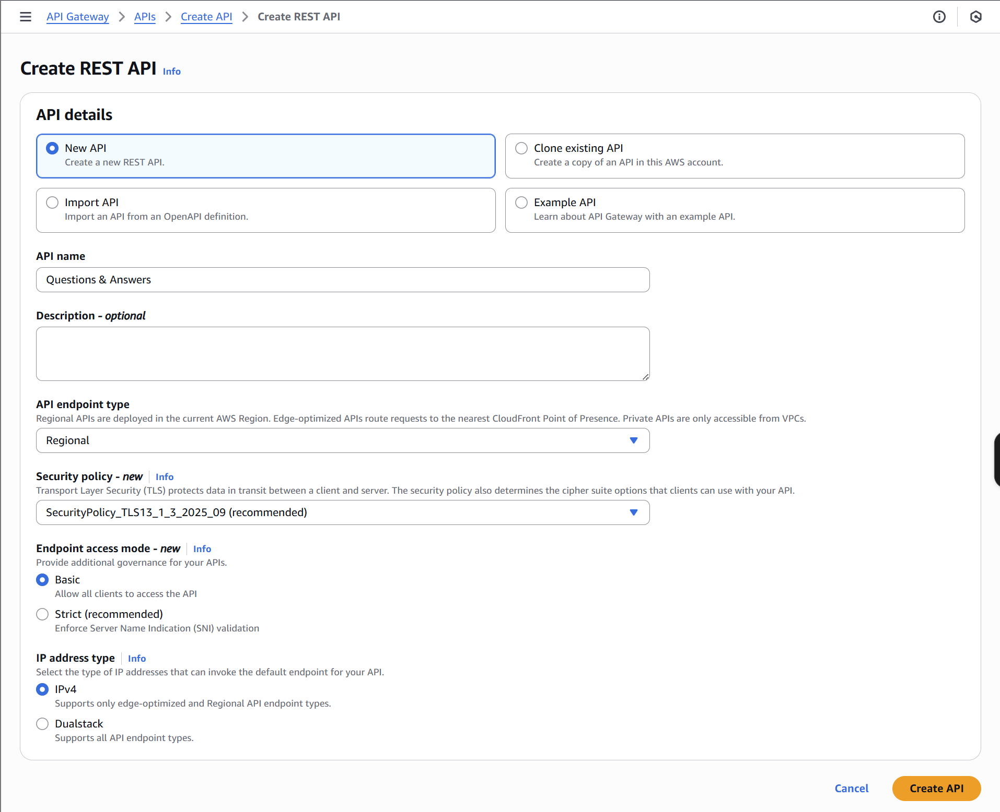 API Gateway > APIs > Create API > Create REST API
Create REST API Info
API details
New API
Create a new REST API.
Clone existing API
Create a copy of an API in this AWS account.
Import API
Import an API from an OpenAPI definition.
Example API
Learn about API Gateway with an example API.
API name
Questions & Answers
Description - optional
API endpoint type
Regional APIs are deployed in the current AWS Region. Edge-optimized APIs route requests to the nearest CloudFront Point of Presence. Private APIs are only accessible from VPCs.
Regional
Security policy - new Info
Transport Layer Security (TLS) protects data in transit between a client and server. The security policy also determines the cipher suite options that clients can use with your API.
SecurityPolicy_TLS13_1_3_2025_09 (recommended)
Endpoint access mode - new Info
Provide additional governance for your APIs.
Basic
Allow all clients to access the API
Strict (recommended)
Enforce Server Name Indication (SNI) validation
IP address type Info
Select the type of IP addresses that can invoke the default endpoint for your API.
IPv4
Supports only edge-optimized and Regional API endpoint types.
Dualstack
Supports all API endpoint types.
Cancel
Create API